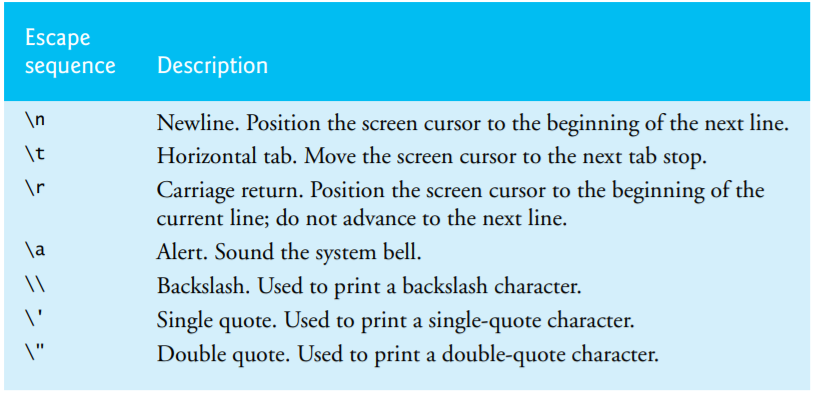 Escape
sequence Description
\n Newline. Position the screen cursor to the beginning of the next line.
\t Horizontal tab. Move the screen cursor to the next tab stop.
\r Carriage return. Position the screen cursor to the beginning of the
current line; do not advance to the next line.
\a Alert. Sound the system bell.
\\ Backslash. Used to print a backslash character.
\' Single quote. Used to print a single-quote character.
\" Double quote. Used to print a double-quote character.